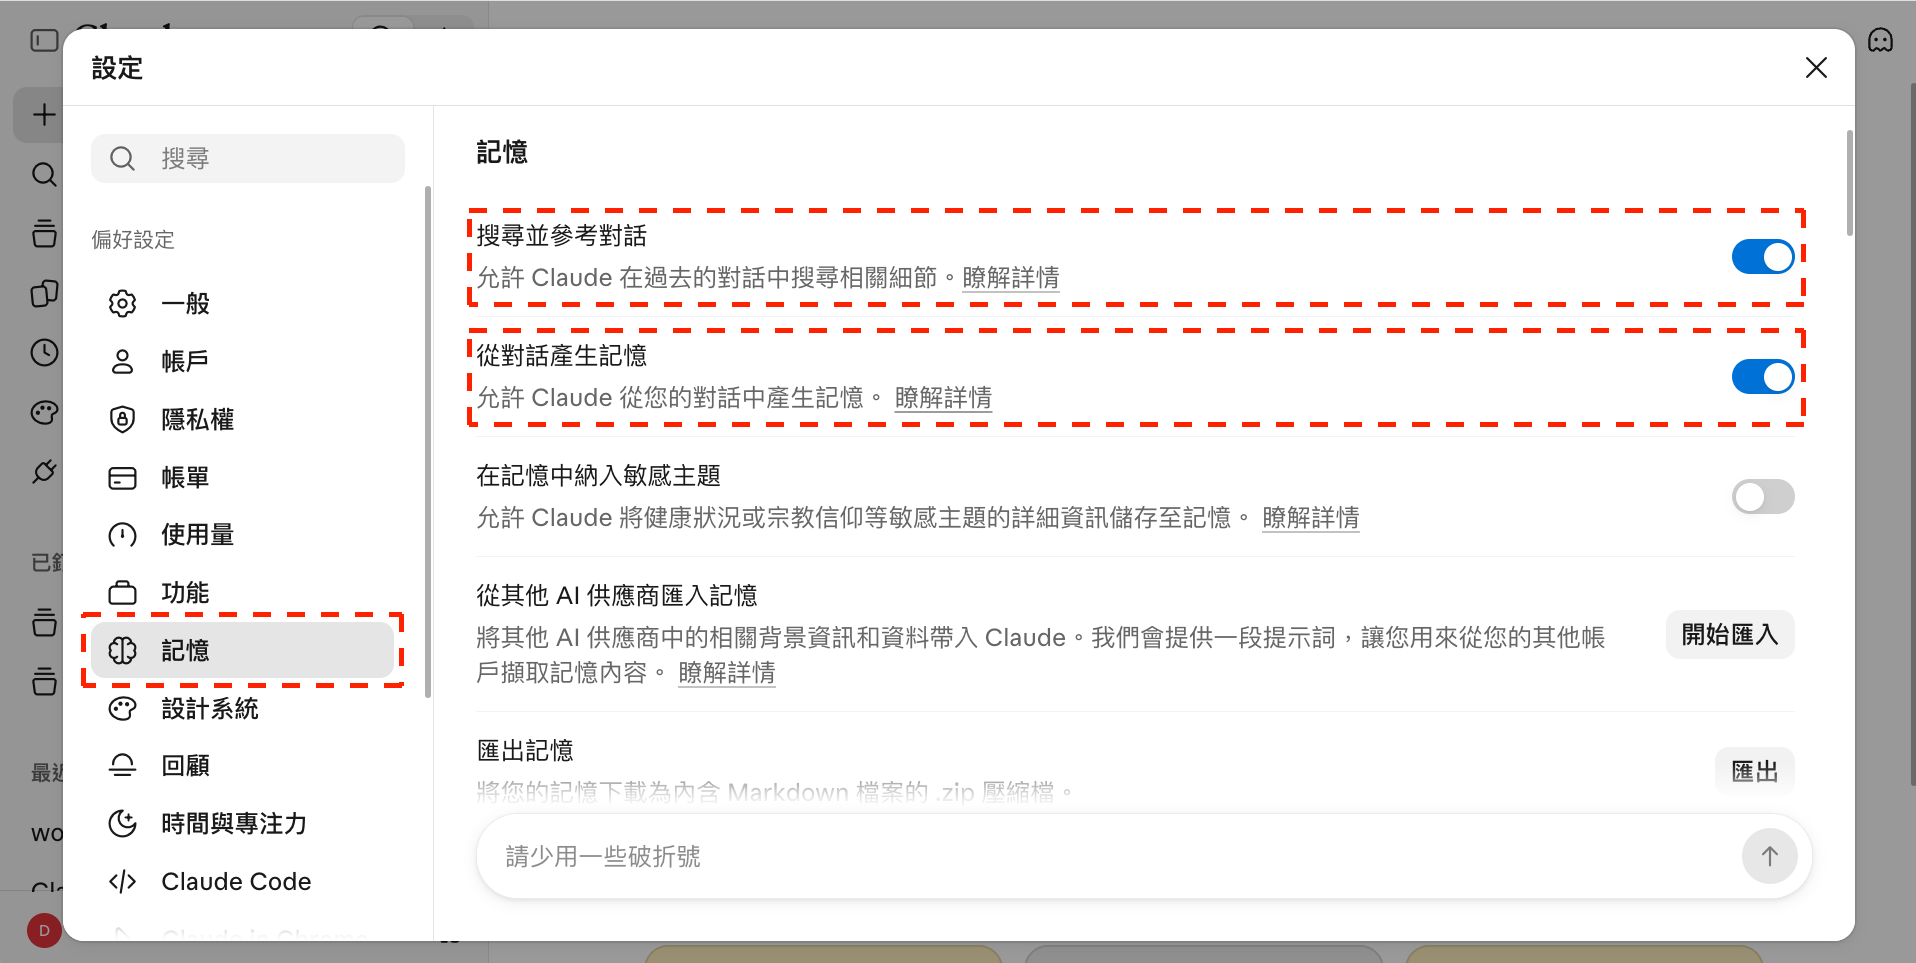 設定
搜尋
偏好設定
一般
帳戶
隱私權
帳單
使用量
功能
記憶
設計系統
回顧
時間與專注力
Claude Code
Claude in Chrome
記憶
搜尋並參考對話
允許 Claude 在過去的對話中搜尋相關細節。瞭解詳情
從對話產生記憶
允許 Claude 從您的對話中產生記憶。 瞭解詳情
在記憶中納入敏感主題
允許 Claude 將健康狀況或宗教信仰等敏感主題的詳細資訊儲存至記憶。 瞭解詳情
從其他 AI 供應商匯入記憶
將其他 AI 供應商中的相關背景資訊和資料帶入 Claude。我們會提供一段提示詞，讓您用來從您的其他帳
戶擷取記憶內容。 瞭解詳情
開始匯入
匯出記憶
將您的記憶下載為內含 Markdown 檔案的 .zip 壓縮檔。
匯出
請少用一些破折號
最近
wo
D